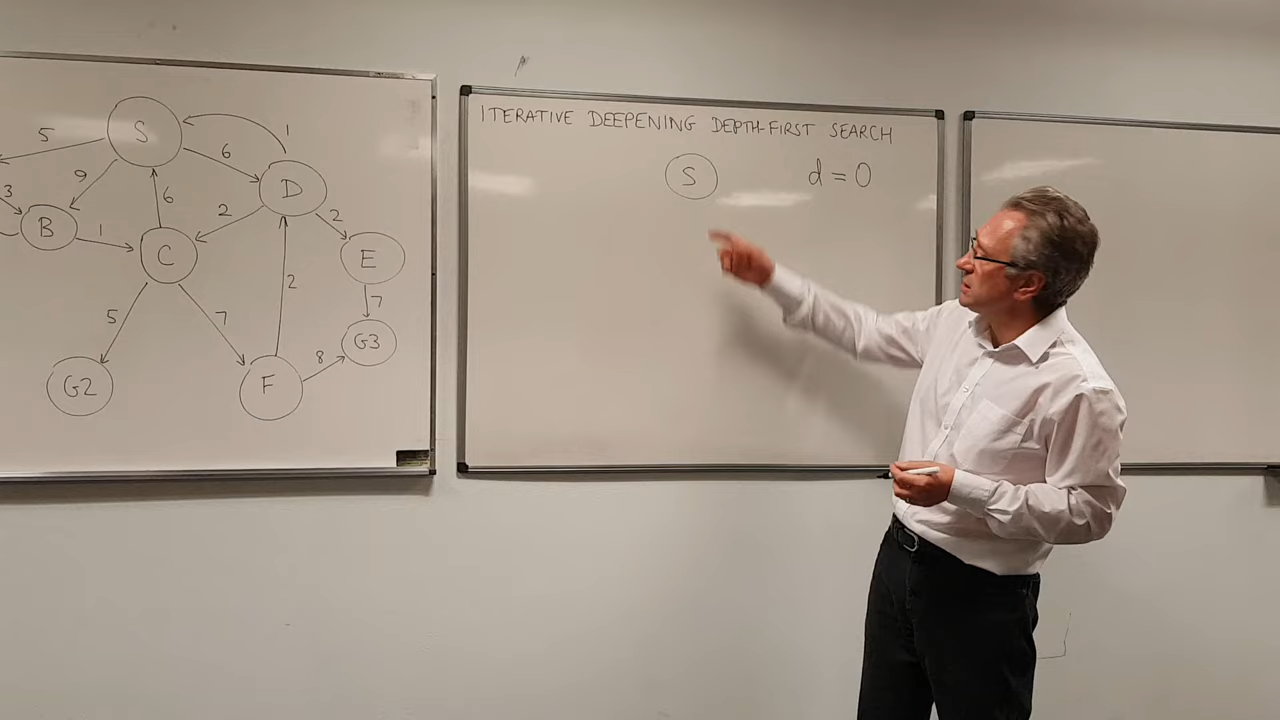 ITERATIVE DEEPENING DEPTH-FIRST SEARCH
S d = 0
S
5
9
6
1
3
B
1
6
C
2
D
2
E
5
7
2
7
G2
F
8
G3